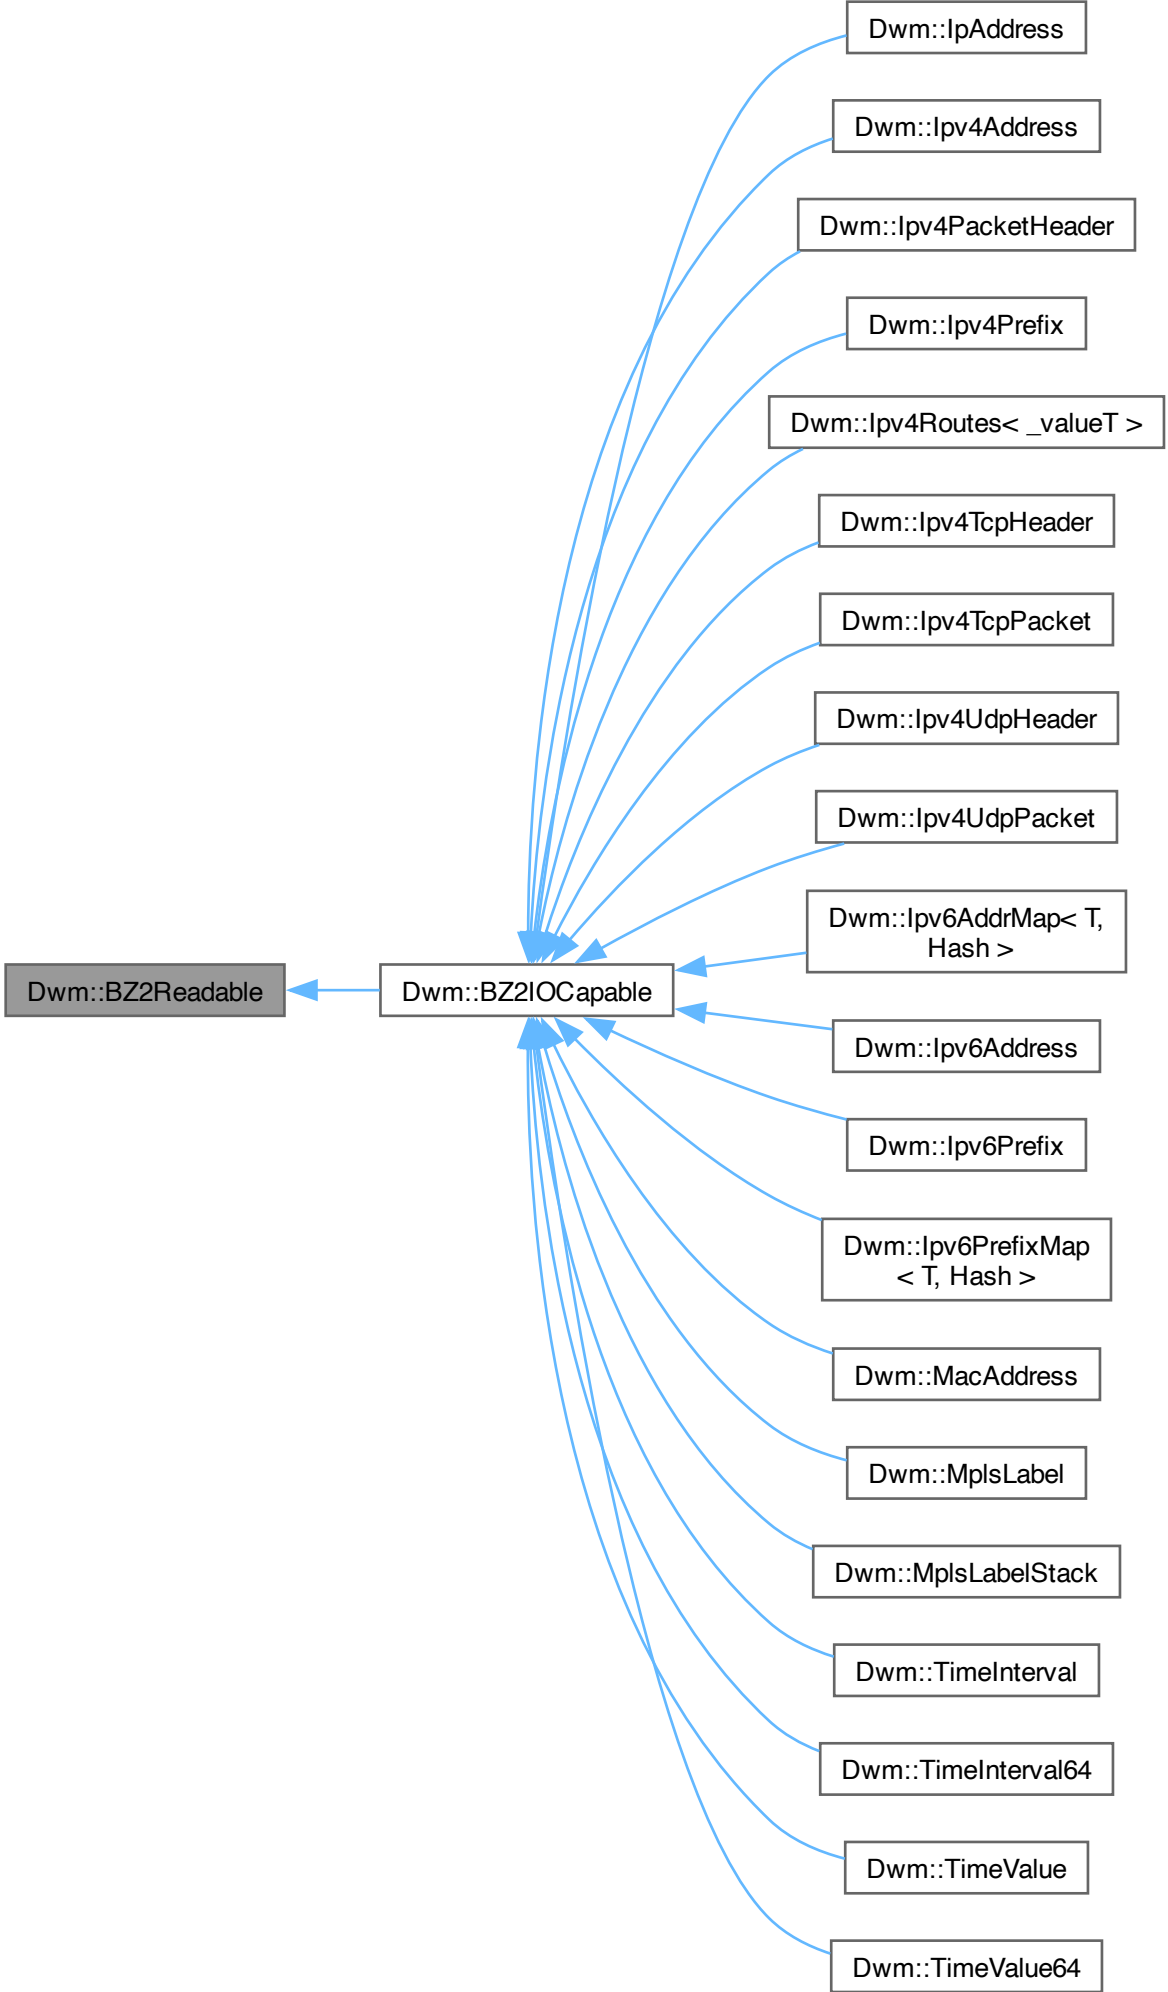 Dwm::IpAddress
Dwm::Ipv4Address
Dwm::Ipv4PacketHeader
Dwm::Ipv4Prefix
Dwm::Ipv4Routes< _valueT >
Dwm::Ipv4TcpHeader
Dwm::Ipv4TcpPacket
Dwm::Ipv4UdpHeader
Dwm::Ipv4UdpPacket
Dwm::Ipv6AddrMap< T,
Hash >
Dwm::BZ2Readable
Dwm::BZ2IOCapable
Dwm::Ipv6Address
Dwm::Ipv6Prefix
Dwm::Ipv6PrefixMap
< T, Hash >
Dwm::MacAddress
Dwm::MplsLabel
Dwm::MplsLabelStack
Dwm::TimeInterval
Dwm::TimeInterval64
Dwm::TimeValue
Dwm::TimeValue64